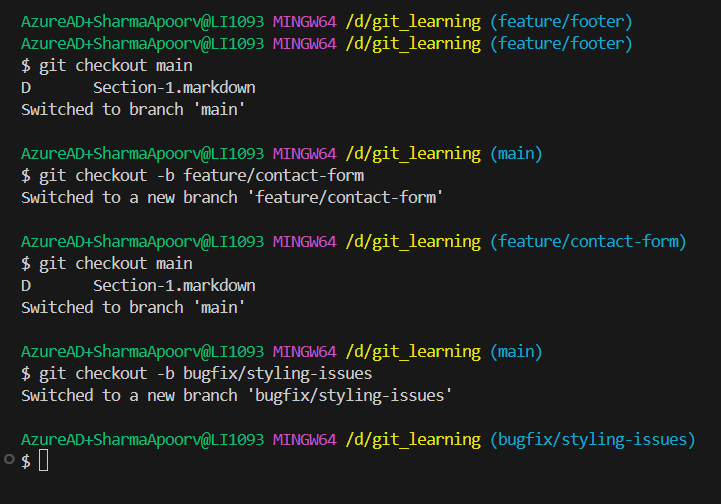 AzureAD+SharmaApoorv@LI1093 MINGW64 /d/git_learning (feature/footer)
AzureAD+SharmaApoorv@LI1093 MINGW64 /d/git_learning (feature/footer)
$ git checkout main
D       Section-1.markdown
Switched to branch 'main'

AzureAD+SharmaApoorv@LI1093 MINGW64 /d/git_learning (main)
$ git checkout -b feature/contact-form
Switched to a new branch 'feature/contact-form'

AzureAD+SharmaApoorv@LI1093 MINGW64 /d/git_learning (feature/contact-form)
$ git checkout main
D       Section-1.markdown
Switched to branch 'main'

AzureAD+SharmaApoorv@LI1093 MINGW64 /d/git_learning (main)
$ git checkout -b bugfix/styling-issues
Switched to a new branch 'bugfix/styling-issues'

AzureAD+SharmaApoorv@LI1093 MINGW64 /d/git_learning (bugfix/styling-issues)
$